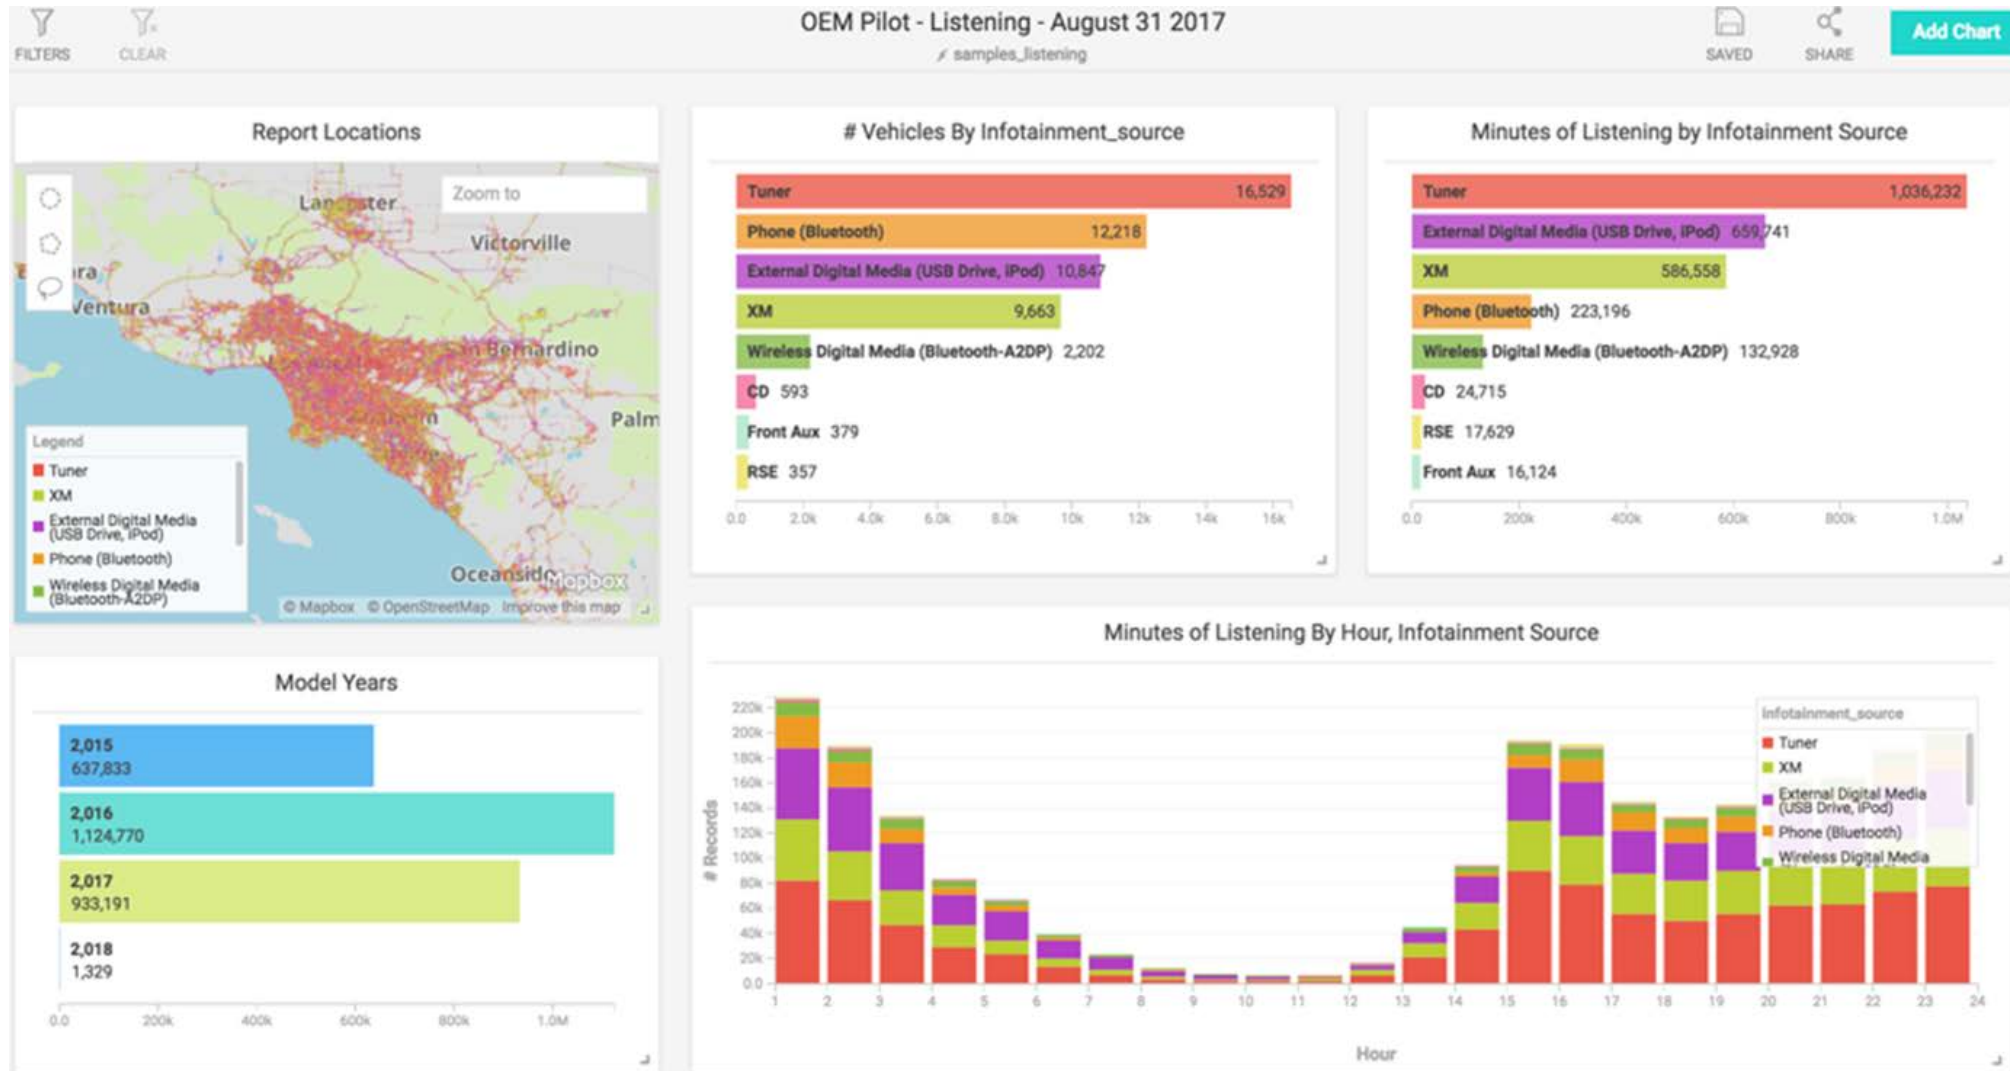 OEM Pilot - Listening - August 31 2017
samples_listening
FILTERS
CLEAR
SAVED
SHARE
Add Chart
Report Locations
Zoom to
Victorville
Ventura
San Bernardino
Palm
Oceanside
Mapbox
© Mapbox © OpenStreetMap Improve this map
Legend
Tuner
XM
External Digital Media
(USB Drive, iPod)
Phone (Bluetooth)
Wireless Digital Media
(Bluetooth-A2DP)
# Vehicles By Infotainment_source
Tuner 16,529
Phone (Bluetooth) 12,218
External Digital Media (USB Drive, iPod) 10,847
XM 9,663
Wireless Digital Media (Bluetooth-A2DP) 2,202
CD 593
Front Aux 379
RSE 357
0.0 2.0k 4.0k 6.0k 8.0k 10k 12k 14k 16k
Minutes of Listening by Infotainment Source
Tuner 1,036,232
External Digital Media (USB Drive, iPod) 659,741
XM 586,558
Phone (Bluetooth) 223,196
Wireless Digital Media (Bluetooth-A2DP) 132,928
CD 24,715
RSE 17,629
Front Aux 16,124
0.0 200k 400k 600k 800k 1.0M
Model Years
2,015
637,833
2,016
1,124,770
2,017
933,191
2,018
1,329
0.0 200k 400k 600k 800k 1.0M
Minutes of Listening By Hour, Infotainment Source
# Records
220k
200k
180k
160k
140k
120k
100k
80k
60k
40k
20k
0.0
1 2 3 4 5 6 7 8 9 10 11 12 13 14 15 16 17 18 19 20 21 22 23 24
Hour
infotainment_source
Tuner
XM
External Digital Media
(USB Drive, iPod)
Phone (Bluetooth)
Wireless Digital Media